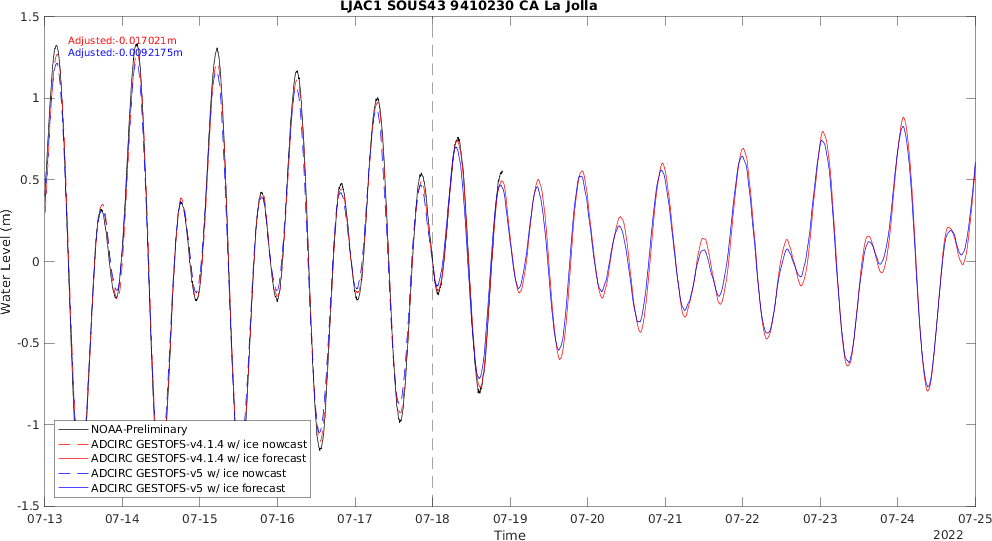 LJAC1 SOUS43 9410230 CA La Jolla
Adjusted:-0.017021m
Adjusted:-0.0092175m
1.5
1
0.5
0
-0.5
-1
-1.5
Water Level (m)
NOAA-Preliminary
ADCIRC GESTOFS-v4.1.4 w/ ice nowcast
ADCIRC GESTOFS-v4.1.4 w/ ice forecast
ADCIRC GESTOFS-v5 w/ ice nowcast
ADCIRC GESTOFS-v5 w/ ice forecast
07-13 07-14 07-15 07-16 07-17 07-18 07-19 07-20 07-21 07-22 07-23 07-24 07-25
Time
2022